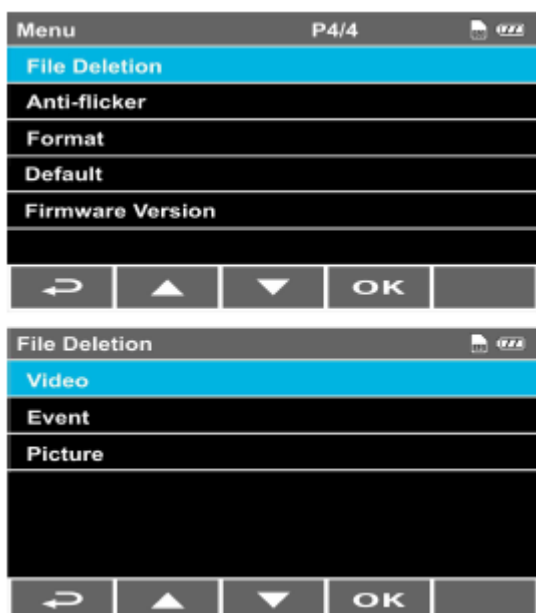 Menu P4/4
File Deletion
Anti-flicker
Format
Default
Firmware Version
OK
File Deletion
Video
Event
Picture
OK